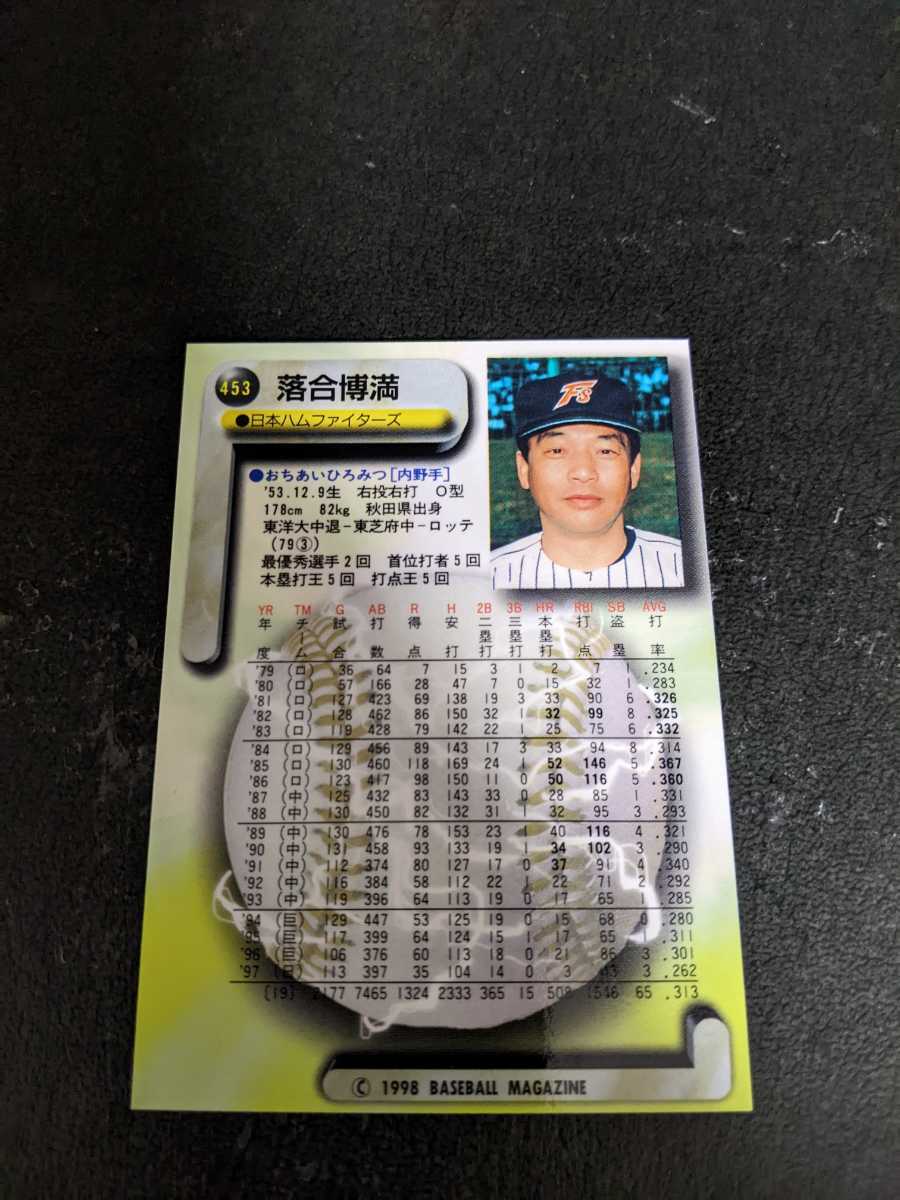 453 落合博満
●日本ハムファイターズ
Fs
●おちあいひろみつ[内野手]
'53.12.9生 右投右打 O型
178cm 82kg 秋田県出身
東洋大中退-東芝府中-ロッテ
(79③)
最優秀選手2回 首位打者5回
本塁打王5回 打点王5回
YR TM G AB R H 2B 3B HR RBI SB AVG
年度 チーム 試合 打数 得点 安打 二塁打 三塁打 本塁打 打点 盗塁 打率
'79 (ロ) 36 64 7 15 3 1 2 7 1 .234
'80 (ロ) 57 166 28 47 7 0 15 32 1 .283
'81 (ロ) 127 423 69 138 19 3 33 90 6 .326
'82 (ロ) 128 462 86 150 32 1 32 99 8 .325
'83 (ロ) 119 428 79 142 22 1 25 75 6 .332
'84 (ロ) 129 456 89 143 17 3 33 94 8 .314
'85 (ロ) 130 460 118 169 24 1 52 146 5 .367
'86 (ロ) 123 417 98 150 11 0 50 116 5 .360
'87 (中) 125 432 83 143 33 0 28 85 1 .331
'88 (中) 130 450 82 132 31 1 32 95 3 .293
'89 (中) 130 476 78 153 23 1 40 116 4 .321
'90 (中) 131 458 93 133 19 1 34 102 3 .290
'91 (中) 112 374 80 127 17 0 37 91 4 .340
'92 (中) 116 384 58 112 22 1 22 71 2 .292
'93 (中) 119 396 64 113 19 0 17 65 1 .285
'94 (巨) 129 447 53 125 19 0 15 68 0 .280
'95 (巨) 117 399 64 124 15 1 17 65 1 .311
'96 (巨) 106 376 60 113 18 0 21 86 3 .301
'97 (日) 113 397 35 104 14 0 3 43 3 .262
(19) 2177 7465 1324 2333 365 15 508 1546 65 .313
© 1998 BASEBALL MAGAZINE